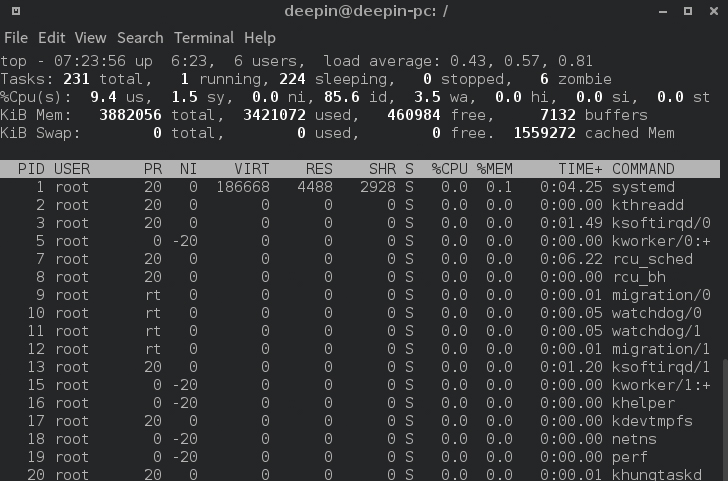 deepin@deepin-pc: /
File Edit View Search Terminal Help
top - 07:23:56 up  6:23,  6 users,  load average: 0.43, 0.57, 0.81
Tasks: 231 total,   1 running, 224 sleeping,   0 stopped,   6 zombie
%Cpu(s):  9.4 us,  1.5 sy,  0.0 ni, 85.6 id,  3.5 wa,  0.0 hi,  0.0 si,  0.0 st
KiB Mem:   3882056 total,  3421072 used,   460984 free,     7132 buffers
KiB Swap:        0 total,        0 used,        0 free.  1559272 cached Mem
PID USER      PR  NI    VIRT    RES    SHR S  %CPU %MEM     TIME+ COMMAND
1 root      20   0  186668   4488   2928 S   0.0  0.1   0:04.25 systemd
2 root      20   0       0      0      0 S   0.0  0.0   0:00.00 kthreadd
3 root      20   0       0      0      0 S   0.0  0.0   0:01.49 ksoftirqd/0
5 root       0 -20       0      0      0 S   0.0  0.0   0:00.00 kworker/0:+
7 root      20   0       0      0      0 S   0.0  0.0   0:06.22 rcu_sched
8 root      20   0       0      0      0 S   0.0  0.0   0:00.00 rcu_bh
9 root      rt   0       0      0      0 S   0.0  0.0   0:00.01 migration/0
10 root      rt   0       0      0      0 S   0.0  0.0   0:00.05 watchdog/0
11 root      rt   0       0      0      0 S   0.0  0.0   0:00.05 watchdog/1
12 root      rt   0       0      0      0 S   0.0  0.0   0:00.01 migration/1
13 root      20   0       0      0      0 S   0.0  0.0   0:01.20 ksoftirqd/1
15 root       0 -20       0      0      0 S   0.0  0.0   0:00.00 kworker/1:+
16 root       0 -20       0      0      0 S   0.0  0.0   0:00.00 khelper
17 root      20   0       0      0      0 S   0.0  0.0   0:00.00 kdevtmpfs
18 root       0 -20       0      0      0 S   0.0  0.0   0:00.00 netns
19 root       0 -20       0      0      0 S   0.0  0.0   0:00.00 perf
20 root      20   0       0      0      0 S   0.0  0.0   0:00.01 khungtaskd